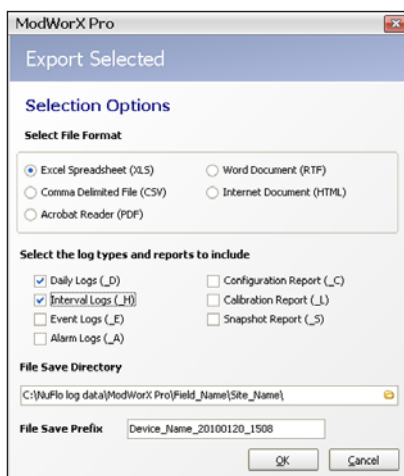 ModWorX Pro
Export Selected
Selection Options
Select File Format
Excel Spreadsheet (XLS) Word Document (RTF)
Comma Delimited File (CSV) Internet Document (HTML)
Acrobat Reader (PDF)
Select the log types and reports to include
Daily Logs (_D) Configuration Report (_C)
Interval Logs (_H) Calibration Report (_L)
Event Logs (_E) Snapshot Report (_S)
Alarm Logs (_A)
File Save Directory
C:\NuFlo log data\ModWorX Pro\Field_Name\Site_Name\
File Save Prefix Device_Name_20100120_1508
OK Cancel